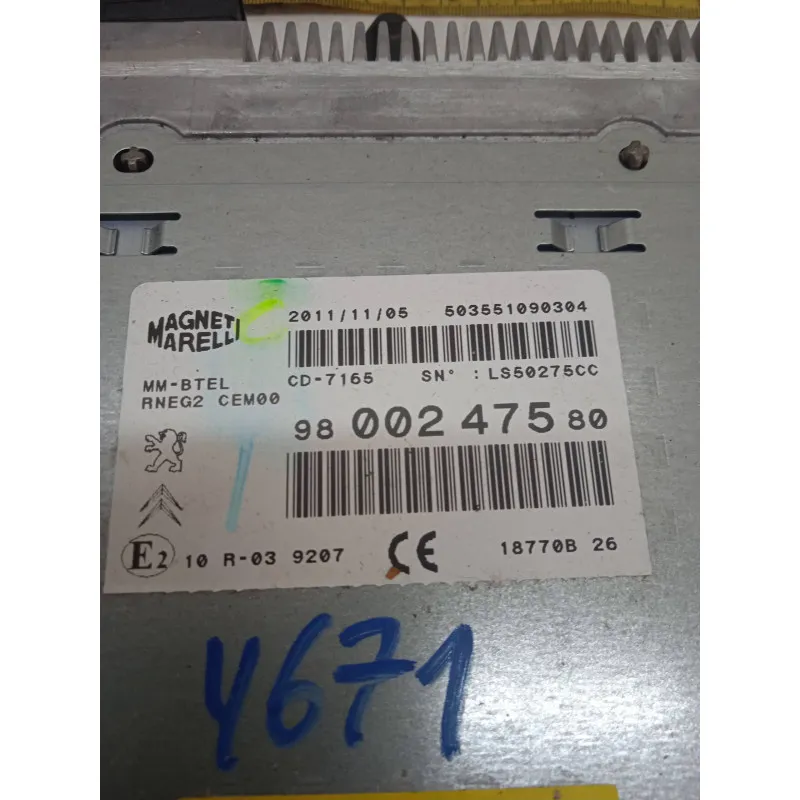 2011/11/05 503551090304
MAGNETI
MARELLI
CD-7165 SN° : LS50275CC
MM-BTEL
RNEG2 CEM00
98 002 475 80
E2 10 R-03 9207 CE 18770B 26
4671